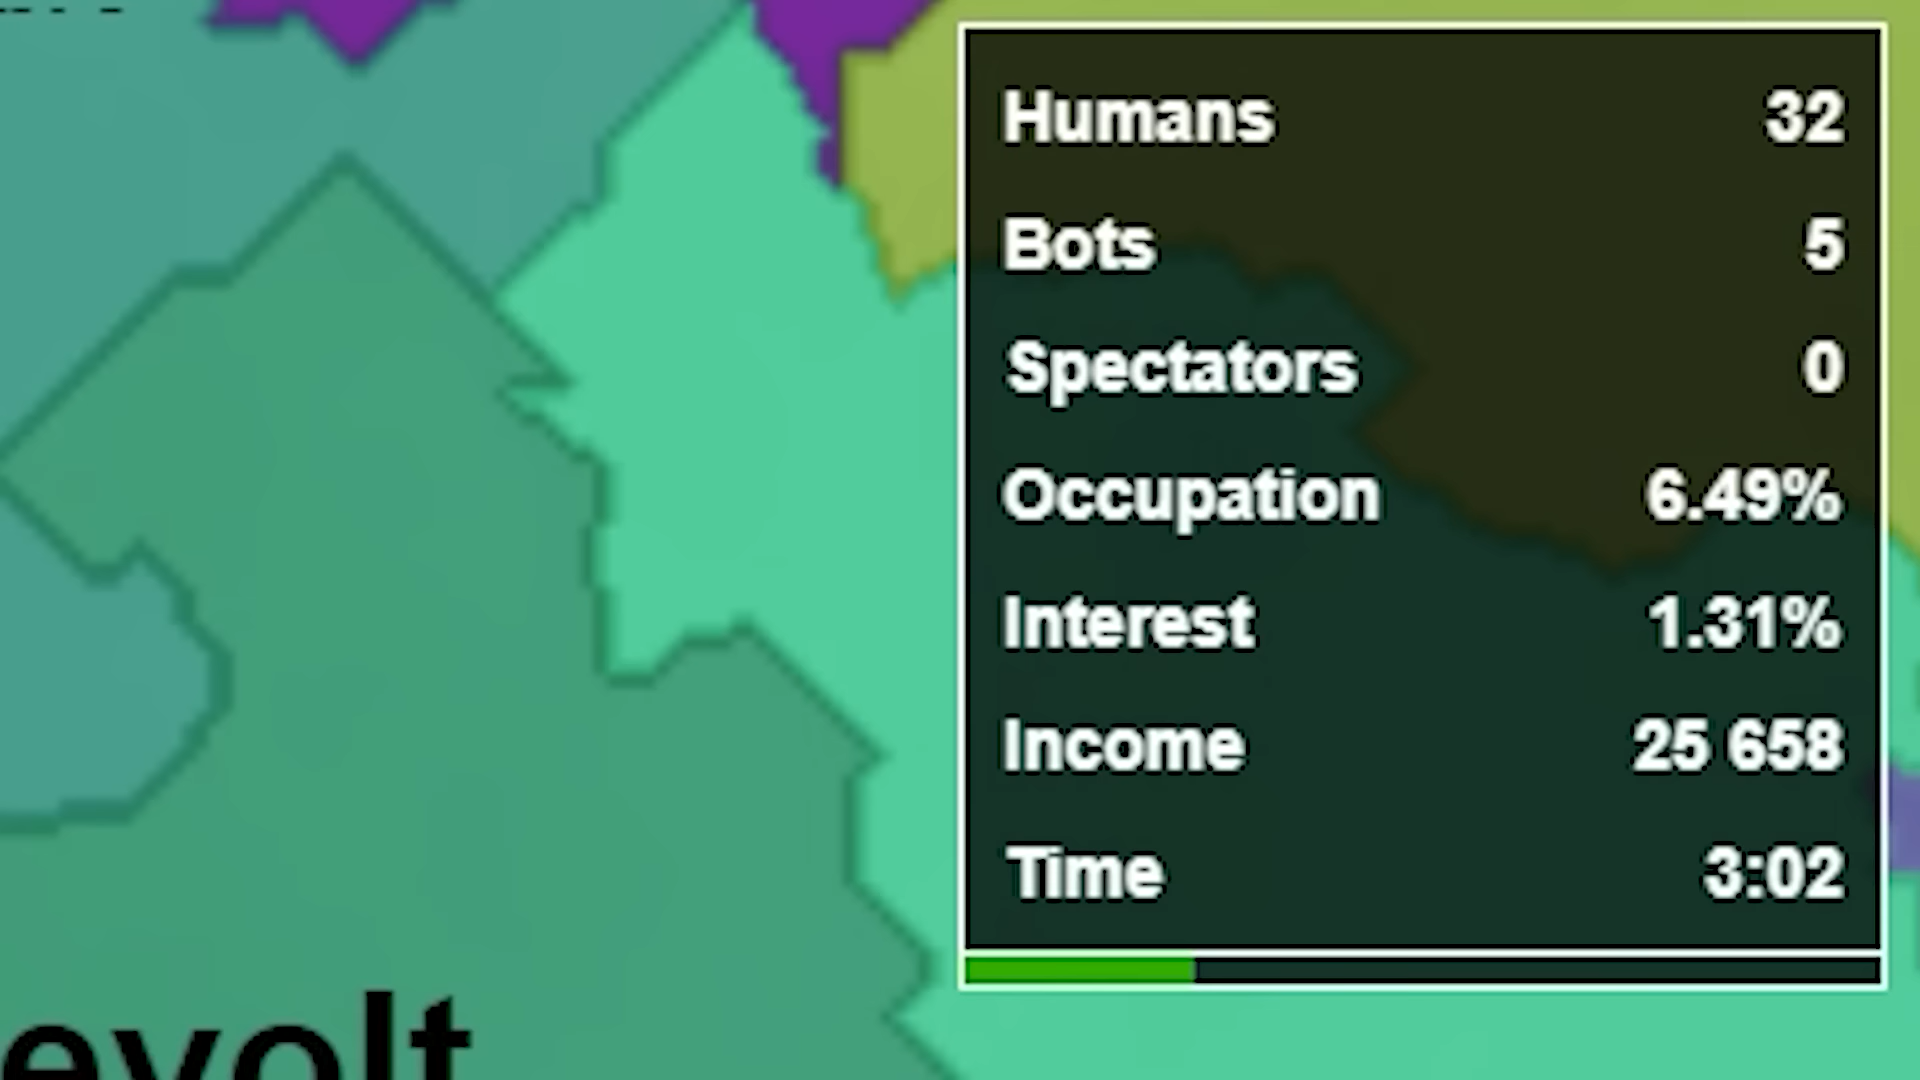 Humans 32
Bots 5
Spectators 0
Occupation 6.49%
Interest 1.31%
Income 25 658
Time 3:02
evolt